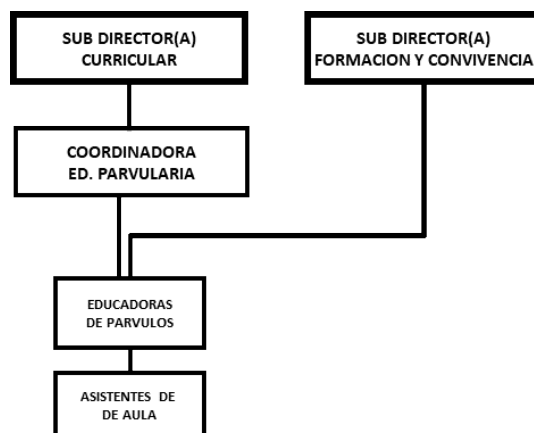 SUB DIRECTOR(A)
CURRICULAR
SUB DIRECTOR(A)
FORMACION Y CONVIVENCIA
COORDINADORA
ED. PARVULARIA
EDUCADORAS
DE PARVULOS
ASISTENTES DE
DE AULA